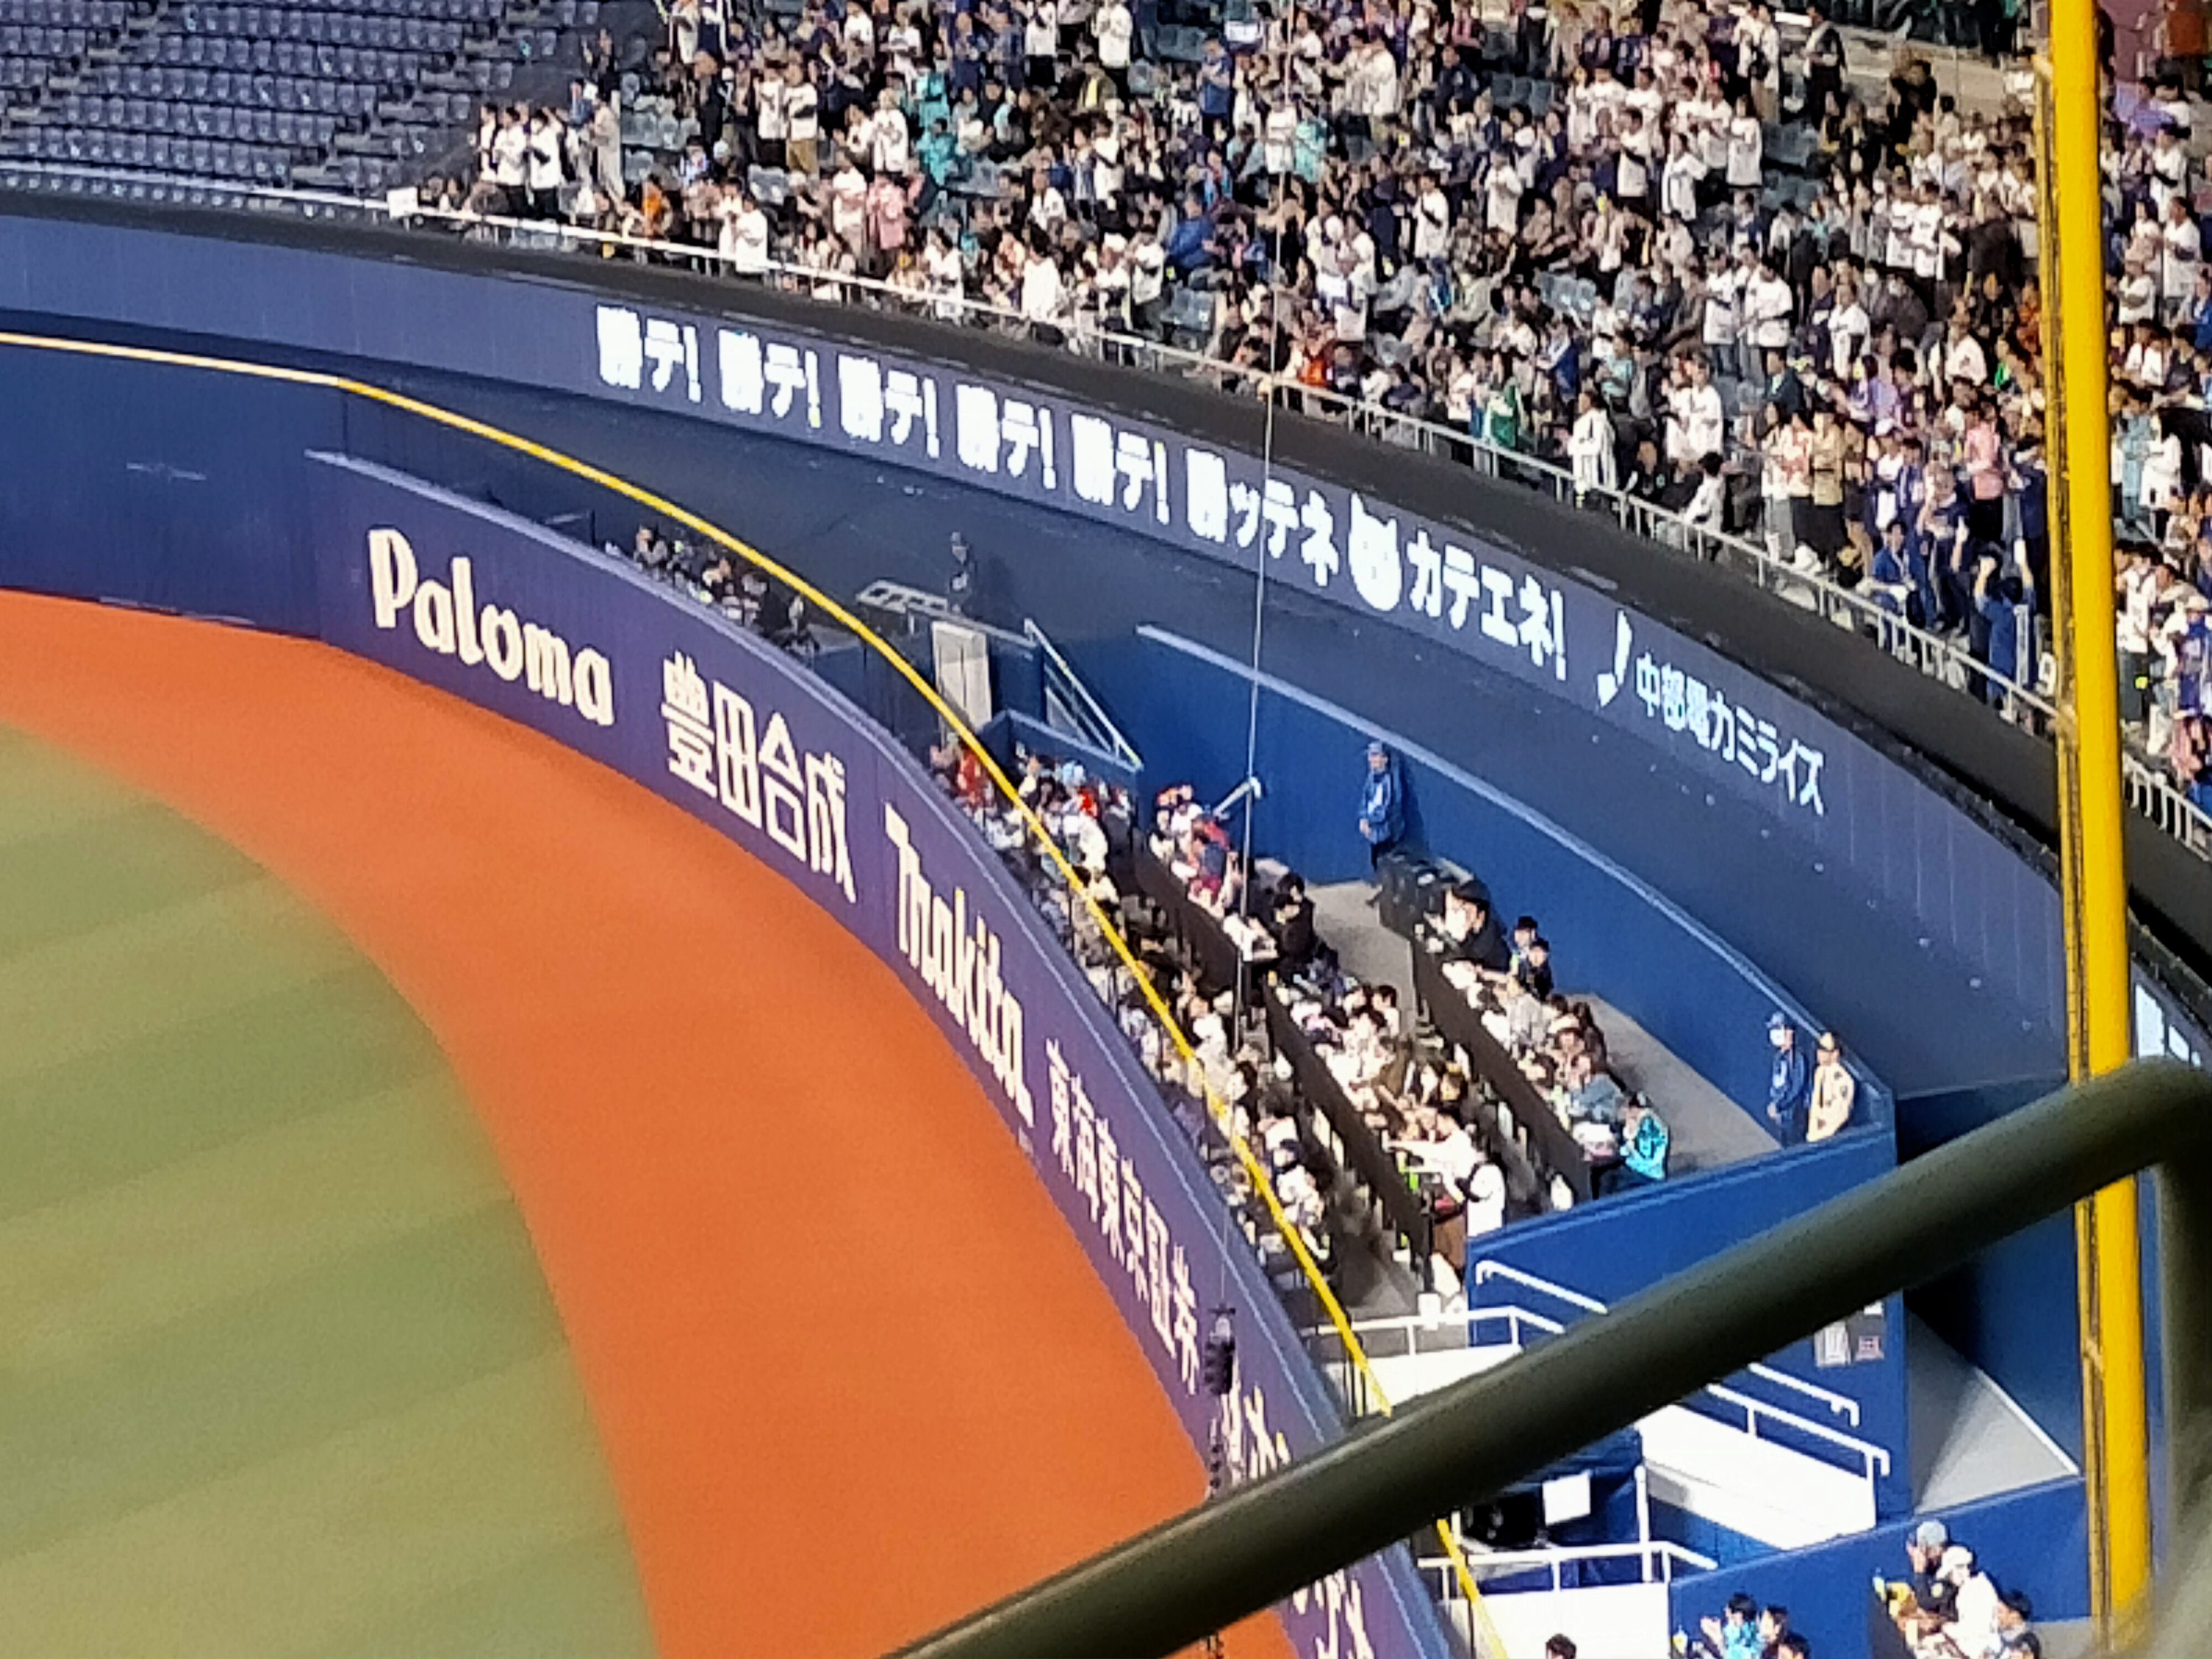 勝テ! 勝テ! 勝テ! 勝テ! 勝テ! 勝ッテネ カテエネ! 中部電力ミライズ
Paloma 豊田合成 makita 東海東京証券